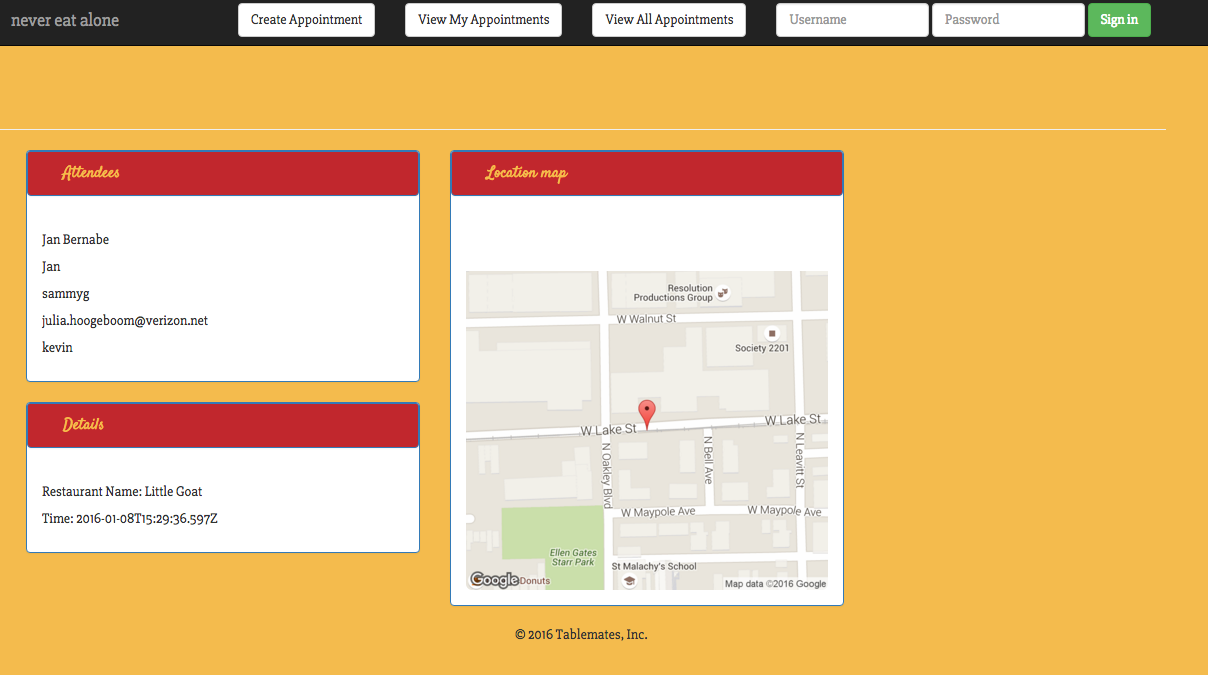 never eat alone
Create Appointment
View My Appointments
View All Appointments
Username
Password
Sign in
Attendees
Jan Bernabe
Jan
sammyg
julia.hoogeboom@verizon.net
kevin
Details
Restaurant Name: Little Goat
Time: 2016-01-08T15:29:36.597Z
Location map
Resolution
Productions Group
W Walnut St
Society 2201
W Lake St
W Lake St
N Oakley Blvd
N Bell Ave
N Leavitt St
W Maypole Ave
W Maypole Ave
Ellen Gates
Starr Park
St Malachy's School
Google
Donuts
Map data ©2016 Google
© 2016 Tablemates, Inc.